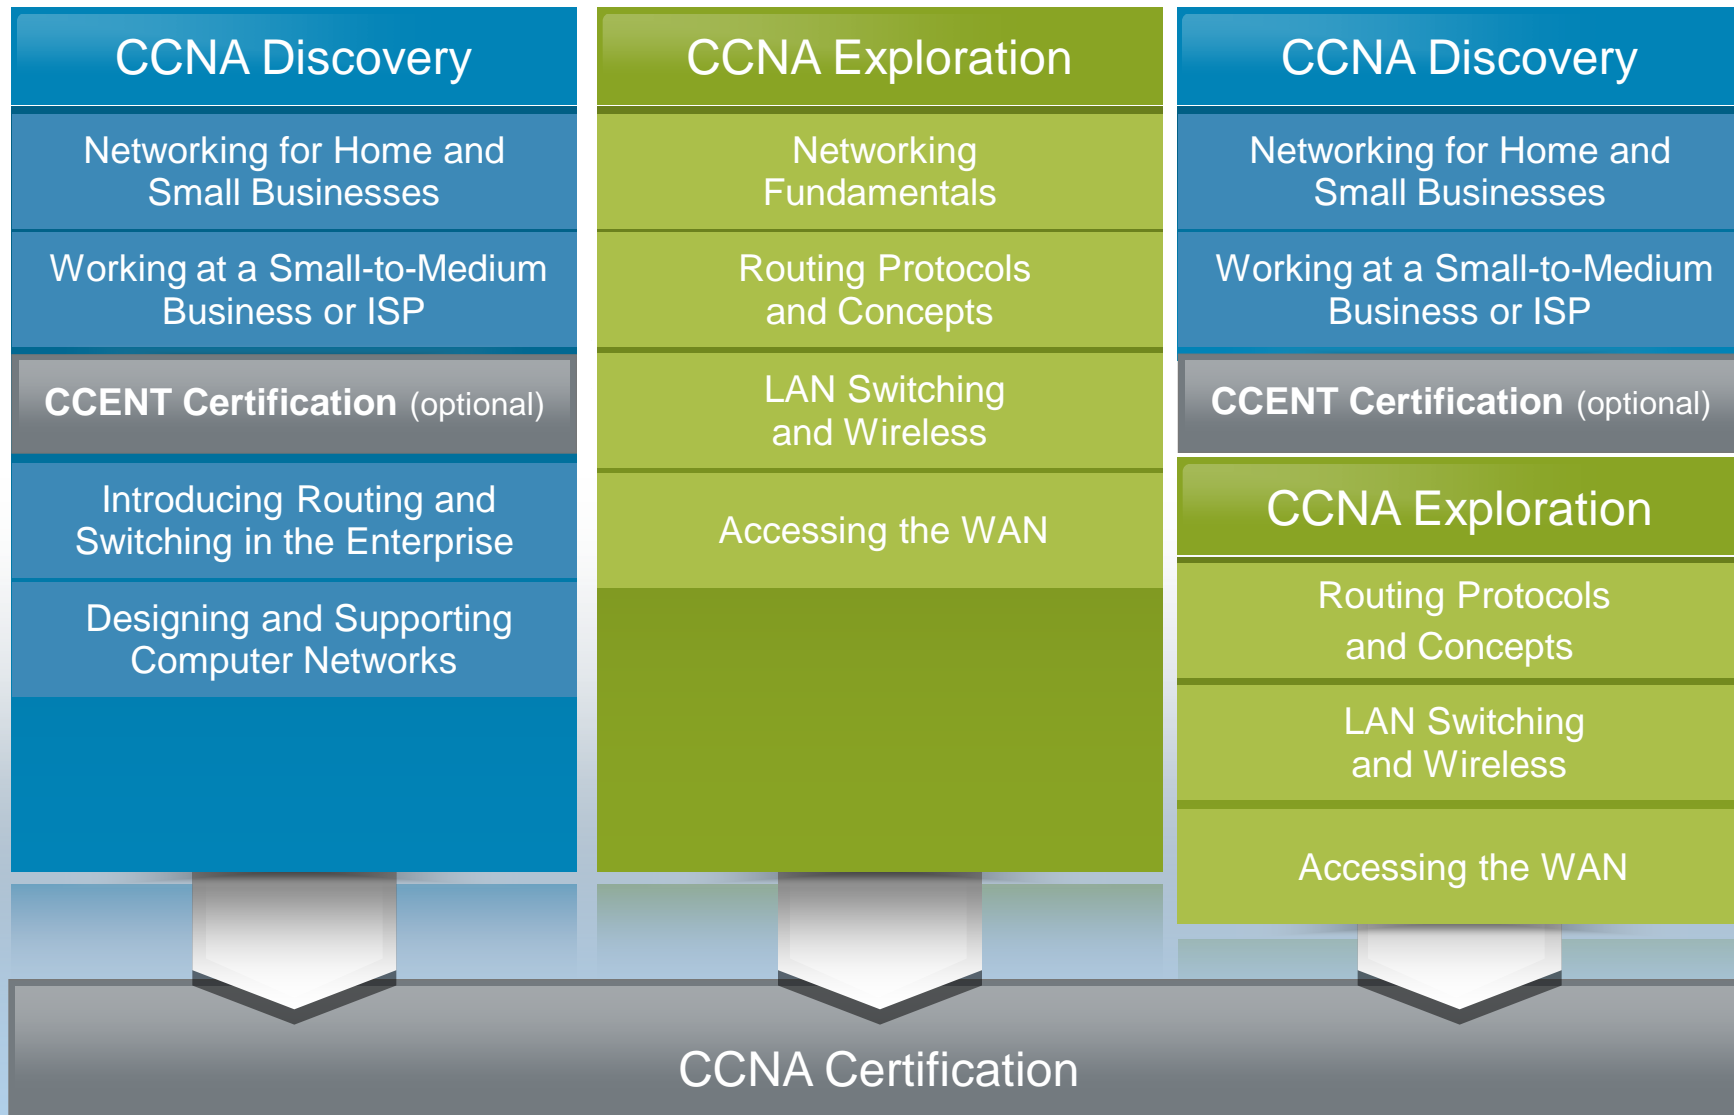 CCNA Discovery
Networking for Home and
Small Businesses
Working at a Small-to-Medium
Business or ISP
CCENT Certification (optional)
Introducing Routing and
Switching in the Enterprise
Designing and Supporting
Computer Networks
CCNA Exploration
Networking
Fundamentals
Routing Protocols
and Concepts
LAN Switching
and Wireless
Accessing the WAN
CCNA Discovery
Networking for Home and
Small Businesses
Working at a Small-to-Medium
Business or ISP
CCENT Certification (optional)
CCNA Exploration
Routing Protocols
and Concepts
LAN Switching
and Wireless
Accessing the WAN
CCNA Certification